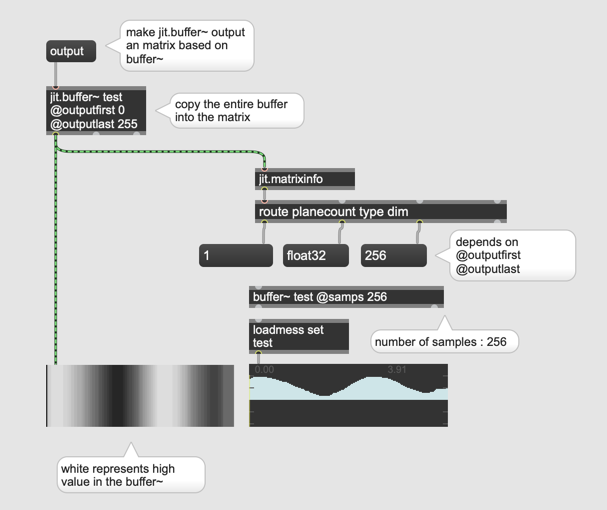 output
make jit.buffer~ output
an matrix based on
buffer~
jit.buffer~ test
@outputfirst 0
@outputlast 255
copy the entire buffer
into the matrix
jit.matrixinfo
route planecount type dim
1
float32
256
depends on
@outputfirst
@outputlast
buffer~ test @samps 256
loadmess set
test
number of samples : 256
0.00
3.91
white represents high
value in the buffer~